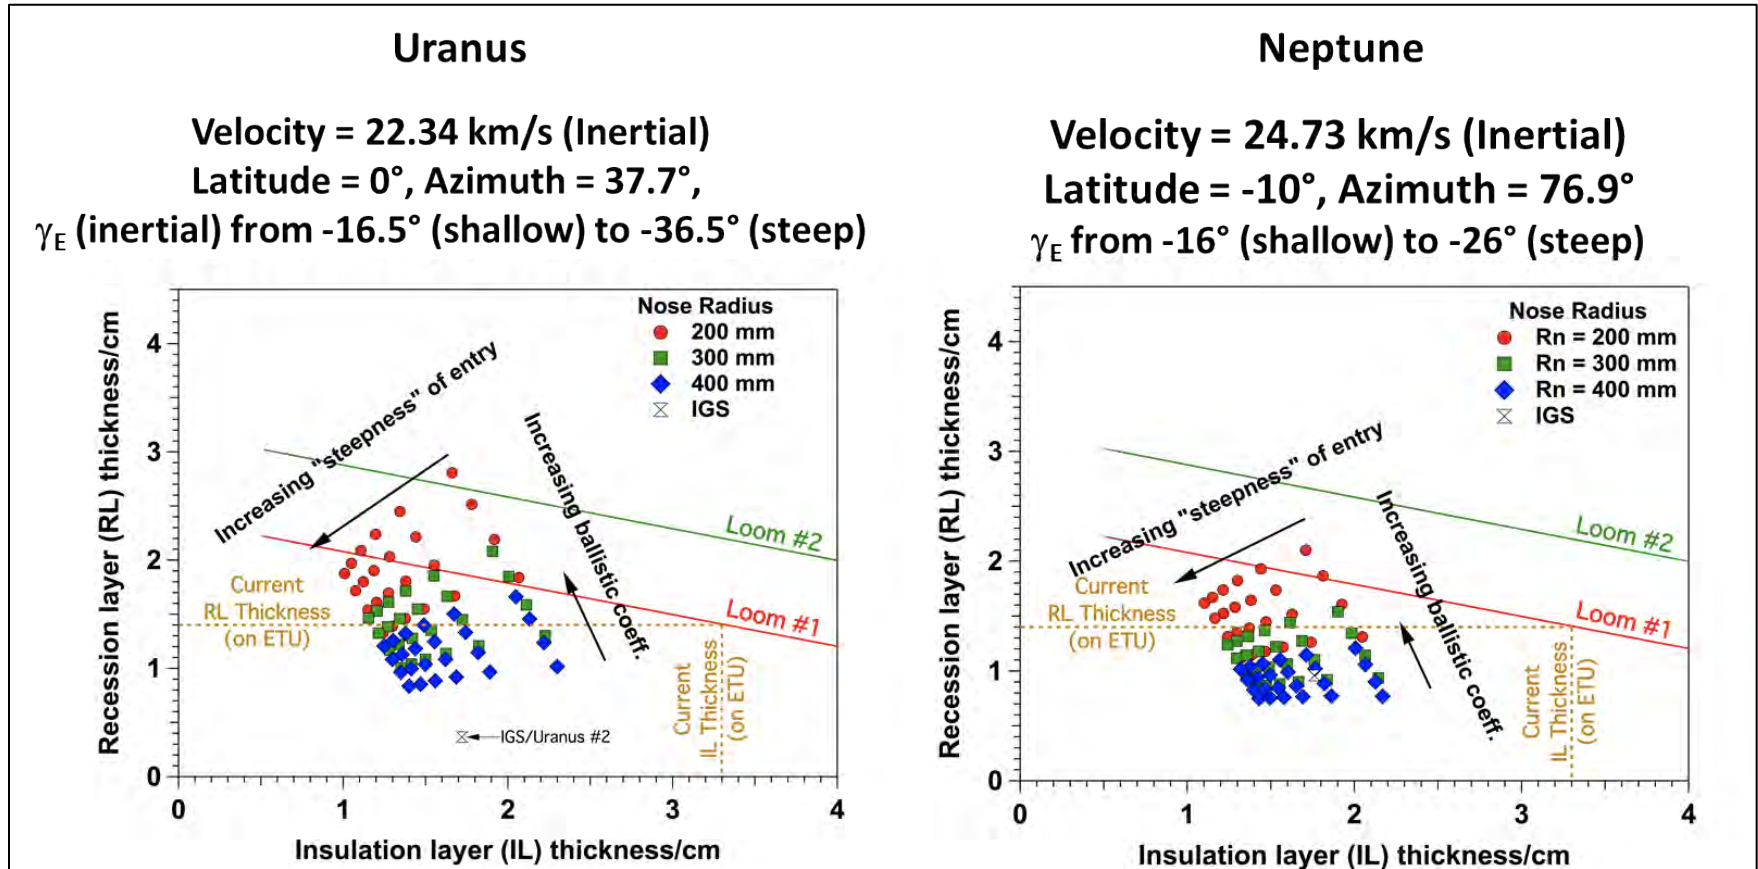 Uranus
Velocity = 22.34 km/s (Inertial)
Latitude = 0°, Azimuth = 37.7°,
γE (inertial) from -16.5° (shallow) to -36.5° (steep)
Recession layer (RL) thickness/cm
4
3
2
1
0
Nose Radius
200 mm
300 mm
400 mm
IGS
Increasing "steepness" of entry
Increasing ballistic coeff.
Loom #2
Loom #1
Current
RL Thickness
(on ETU)
Current
IL Thickness
(on ETU)
IGS/Uranus #2
0 1 2 3 4
Insulation layer (IL) thickness/cm
Neptune
Velocity = 24.73 km/s (Inertial)
Latitude = -10°, Azimuth = 76.9°
γE from -16° (shallow) to -26° (steep)
Recession layer (RL) thickness/cm
4
3
2
1
0
Nose Radius
Rn = 200 mm
Rn = 300 mm
Rn = 400 mm
IGS
Increasing "steepness" of entry
Increasing ballistic coeff.
Loom #2
Loom #1
Current
RL Thickness
(on ETU)
Current
IL Thickness
(on ETU)
0 1 2 3 4
Insulation layer (IL) thickness/cm